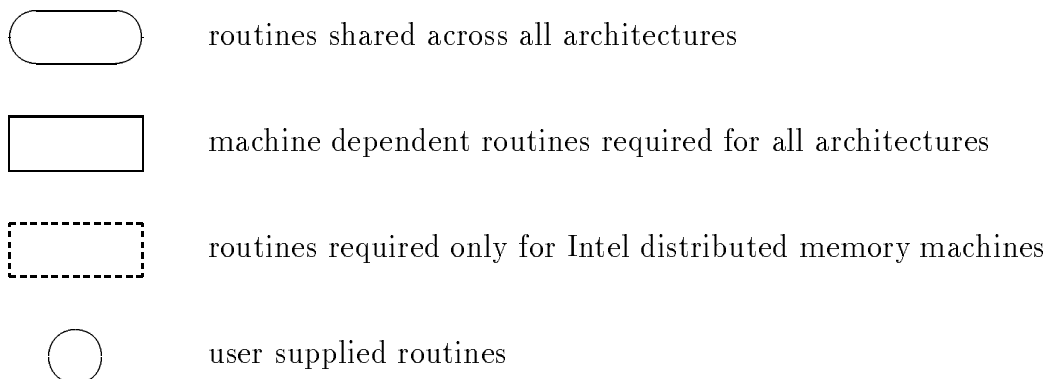 routines shared across all architectures
machine dependent routines required for all architectures
routines required only for Intel distributed memory machines
user supplied routines